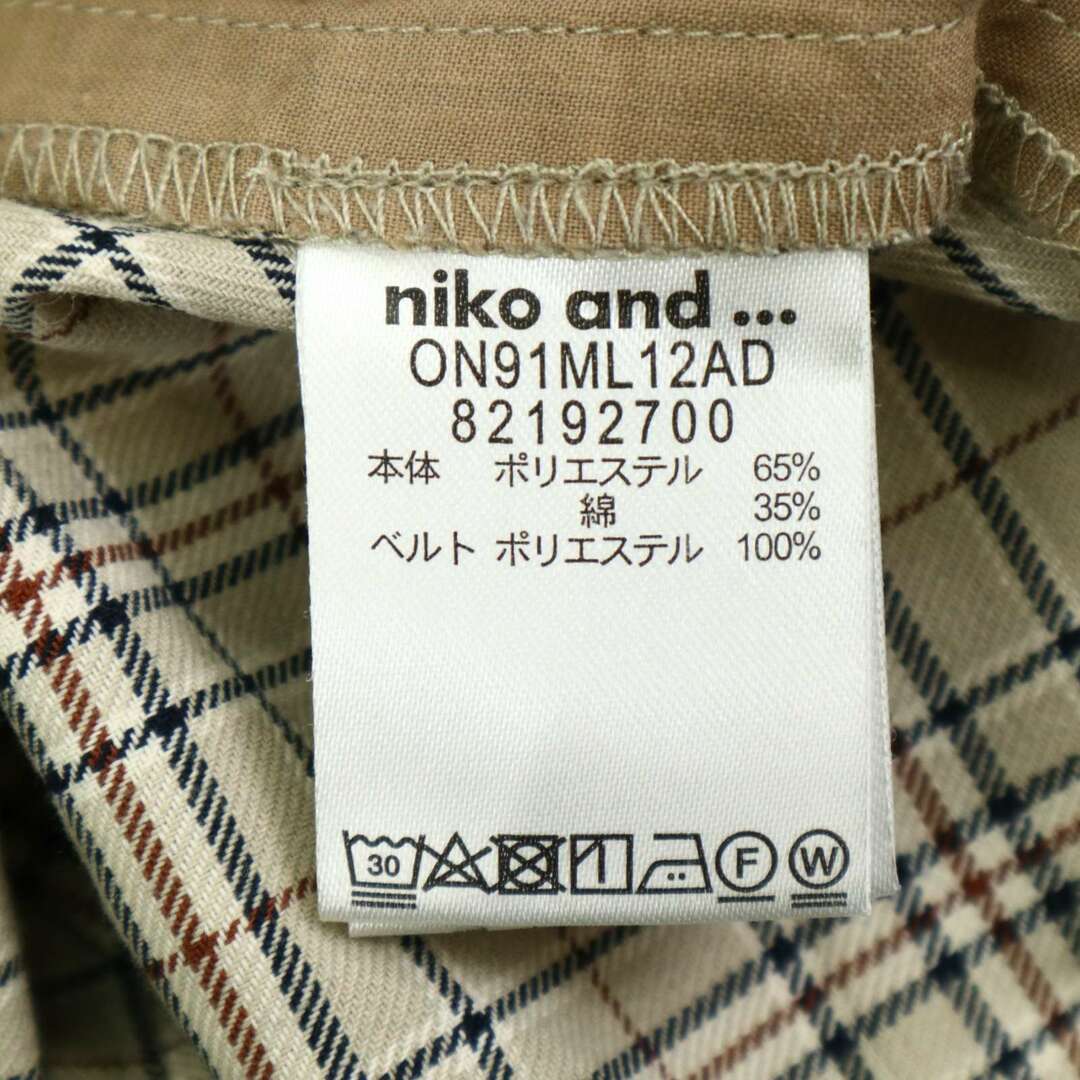 niko and ...
ON91ML12AD
82192700
本体 ポリエステル 65%
綿 35%
ベルト ポリエステル 100%
30 F W